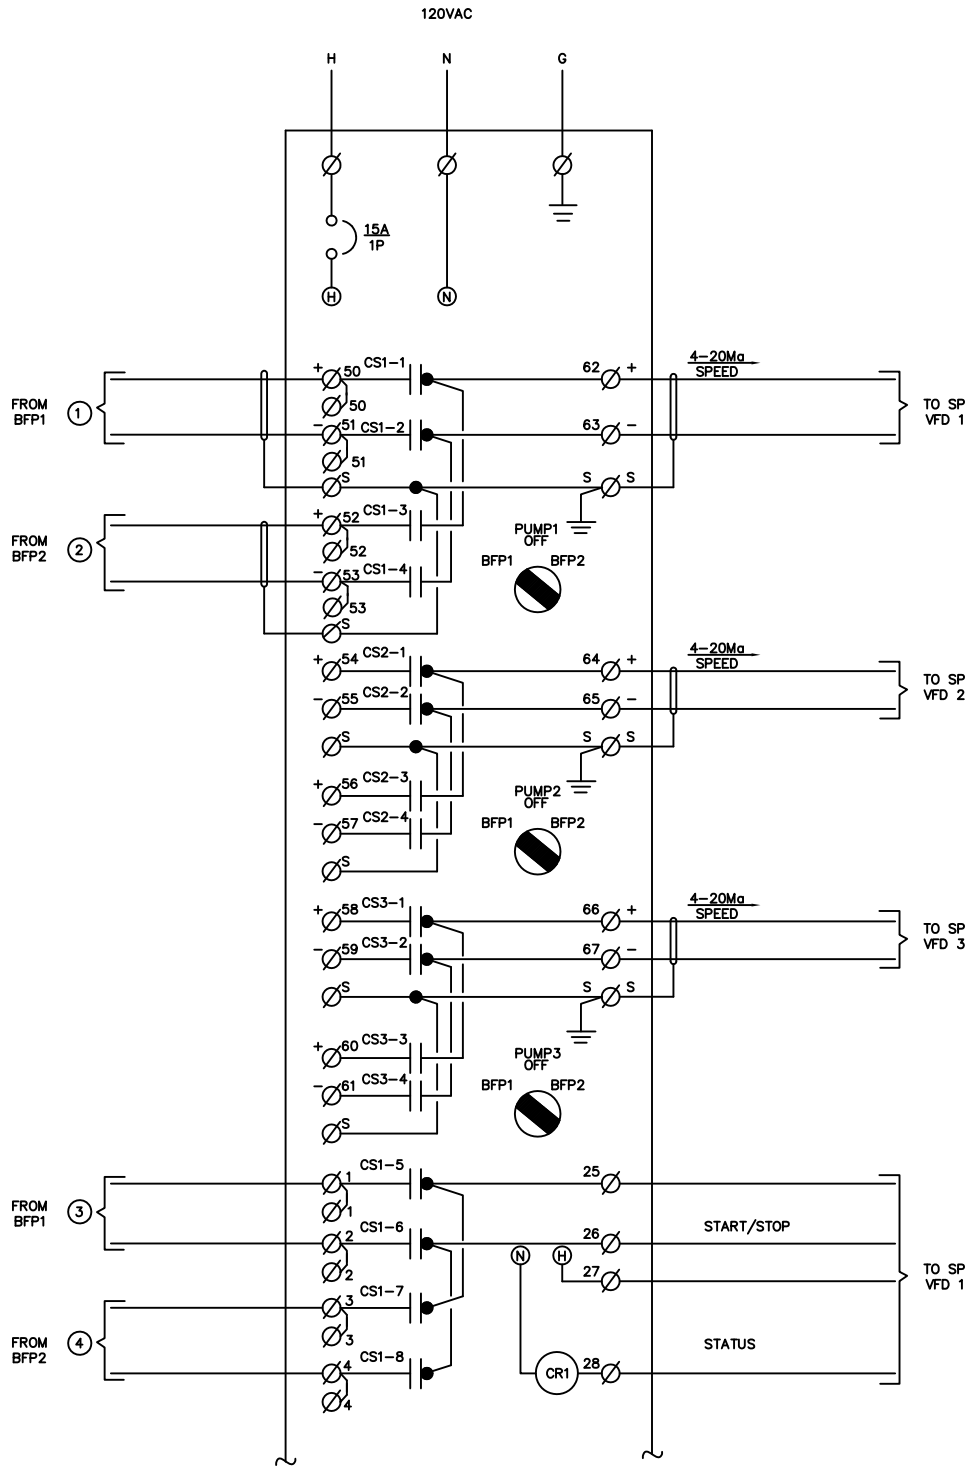 120VAC
H N G
15A
1P
H N
4-20Ma
SPEED
+ 50 CS1-1 62 +
50
FROM
BFP1
1
TO SP
VFD 1
- 51 CS1-2 63 -
51
S S S
+ 52 CS1-3
52
FROM
BFP2
2
PUMP1
OFF
BFP1 BFP2
- 53 CS1-4
53
S
4-20Ma
SPEED
+ 54 CS2-1 64 +
TO SP
VFD 2
- 55 CS2-2 65 -
S S S
+ 56 CS2-3
PUMP2
OFF
BFP1 BFP2
- 57 CS2-4
S
4-20Ma
SPEED
+ 58 CS3-1 66 +
TO SP
VFD 3
- 59 CS3-2 67 -
S S S
+ 60 CS3-3
PUMP3
OFF
BFP1 BFP2
- 61 CS3-4
S
1 CS1-5 25
1
FROM
BFP1
3
2 CS1-6 26
START/STOP
2
N H 27
TO SP
VFD 1
3 CS1-7
3
FROM
BFP2
4
STATUS
4 CS1-8 CR1 28
4